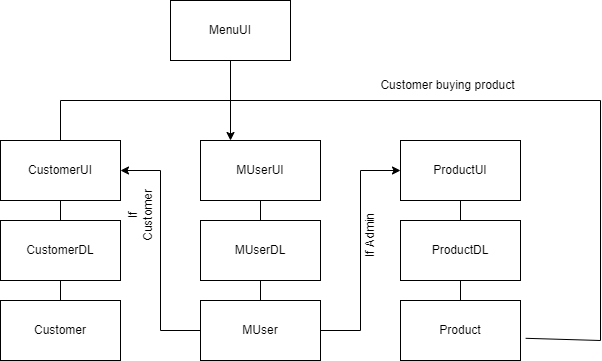 MenuUI
Customer buying product
CustomerUI
MUserUI
ProductUI
If
Customer
If Admin
CustomerDL
MUserDL
ProductDL
Customer
MUser
Product